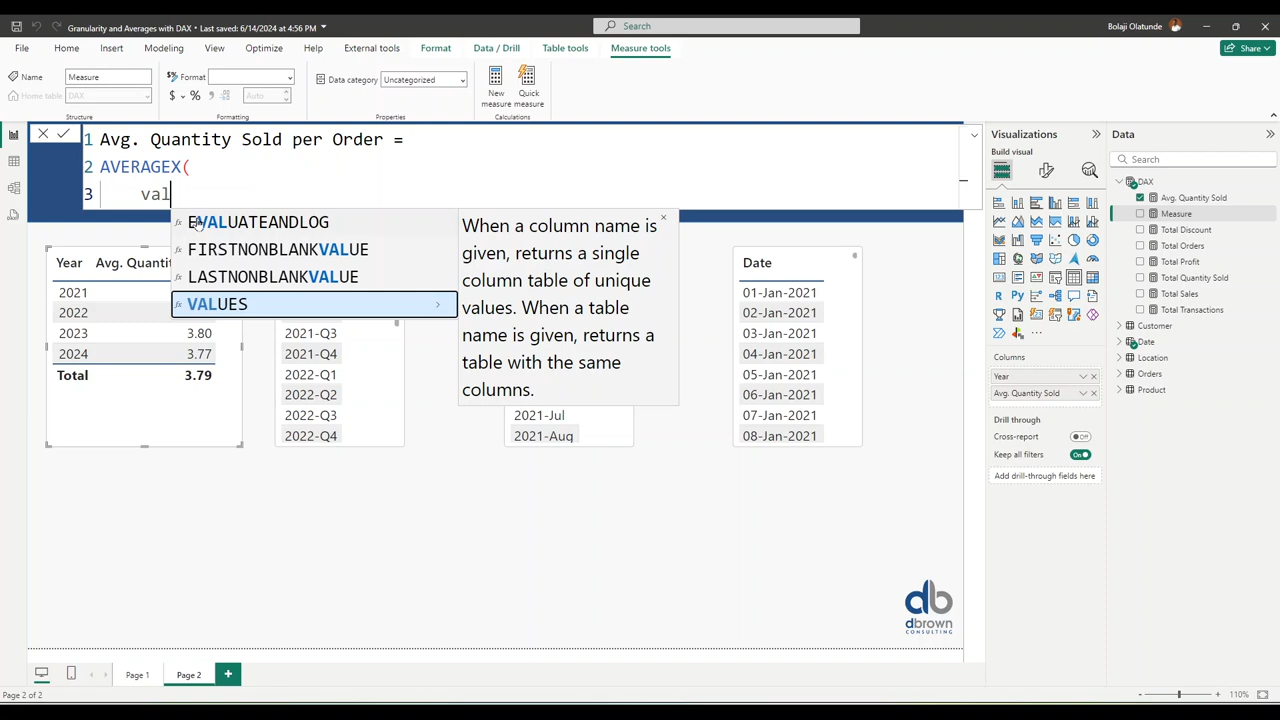 Granularity and Averages with DAX • Last saved: 6/14/2024 at 4:56 PM
Search
Bolaji Olatunde
File Home Insert Modeling View Optimize Help External tools Format Data / Drill Table tools Measure tools
Share
Name Measure
Home table DAX
Format
$ % Auto
Data category Uncategorized
New measure
Quick measure
Structure Formatting Properties Calculations
1 Avg. Quantity Sold per Order =
2 AVERAGEX(
3 val
EVALUATEANDLOG
FIRSTNONBLANKVALUE
LASTNONBLANKVALUE
VALUES
When a column name is
given, returns a single
column table of unique
values. When a table
name is given, returns a
table with the same
columns.
Year Avg. Quanti
2021
2022
2023 3.80
2024 3.77
Total 3.79
2021-Q3
2021-Q4
2022-Q1
2022-Q2
2022-Q3
2022-Q4
2021-Jul
2021-Aug
Date
01-Jan-2021
02-Jan-2021
03-Jan-2021
04-Jan-2021
05-Jan-2021
06-Jan-2021
07-Jan-2021
08-Jan-2021
db
dbrown
CONSULTING
Visualizations
Build visual
R Py
Columns
Year
Avg. Quantity Sold
Drill through
Cross-report Off
Keep all filters On
Add drill-through fields here
Data
Search
DAX
Avg. Quantity Sold
Measure
Total Discount
Total Orders
Total Profit
Total Quantity Sold
Total Sales
Total Transactions
Customer
Date
Location
Orders
Product
Page 1 Page 2
Page 2 of 2
110%